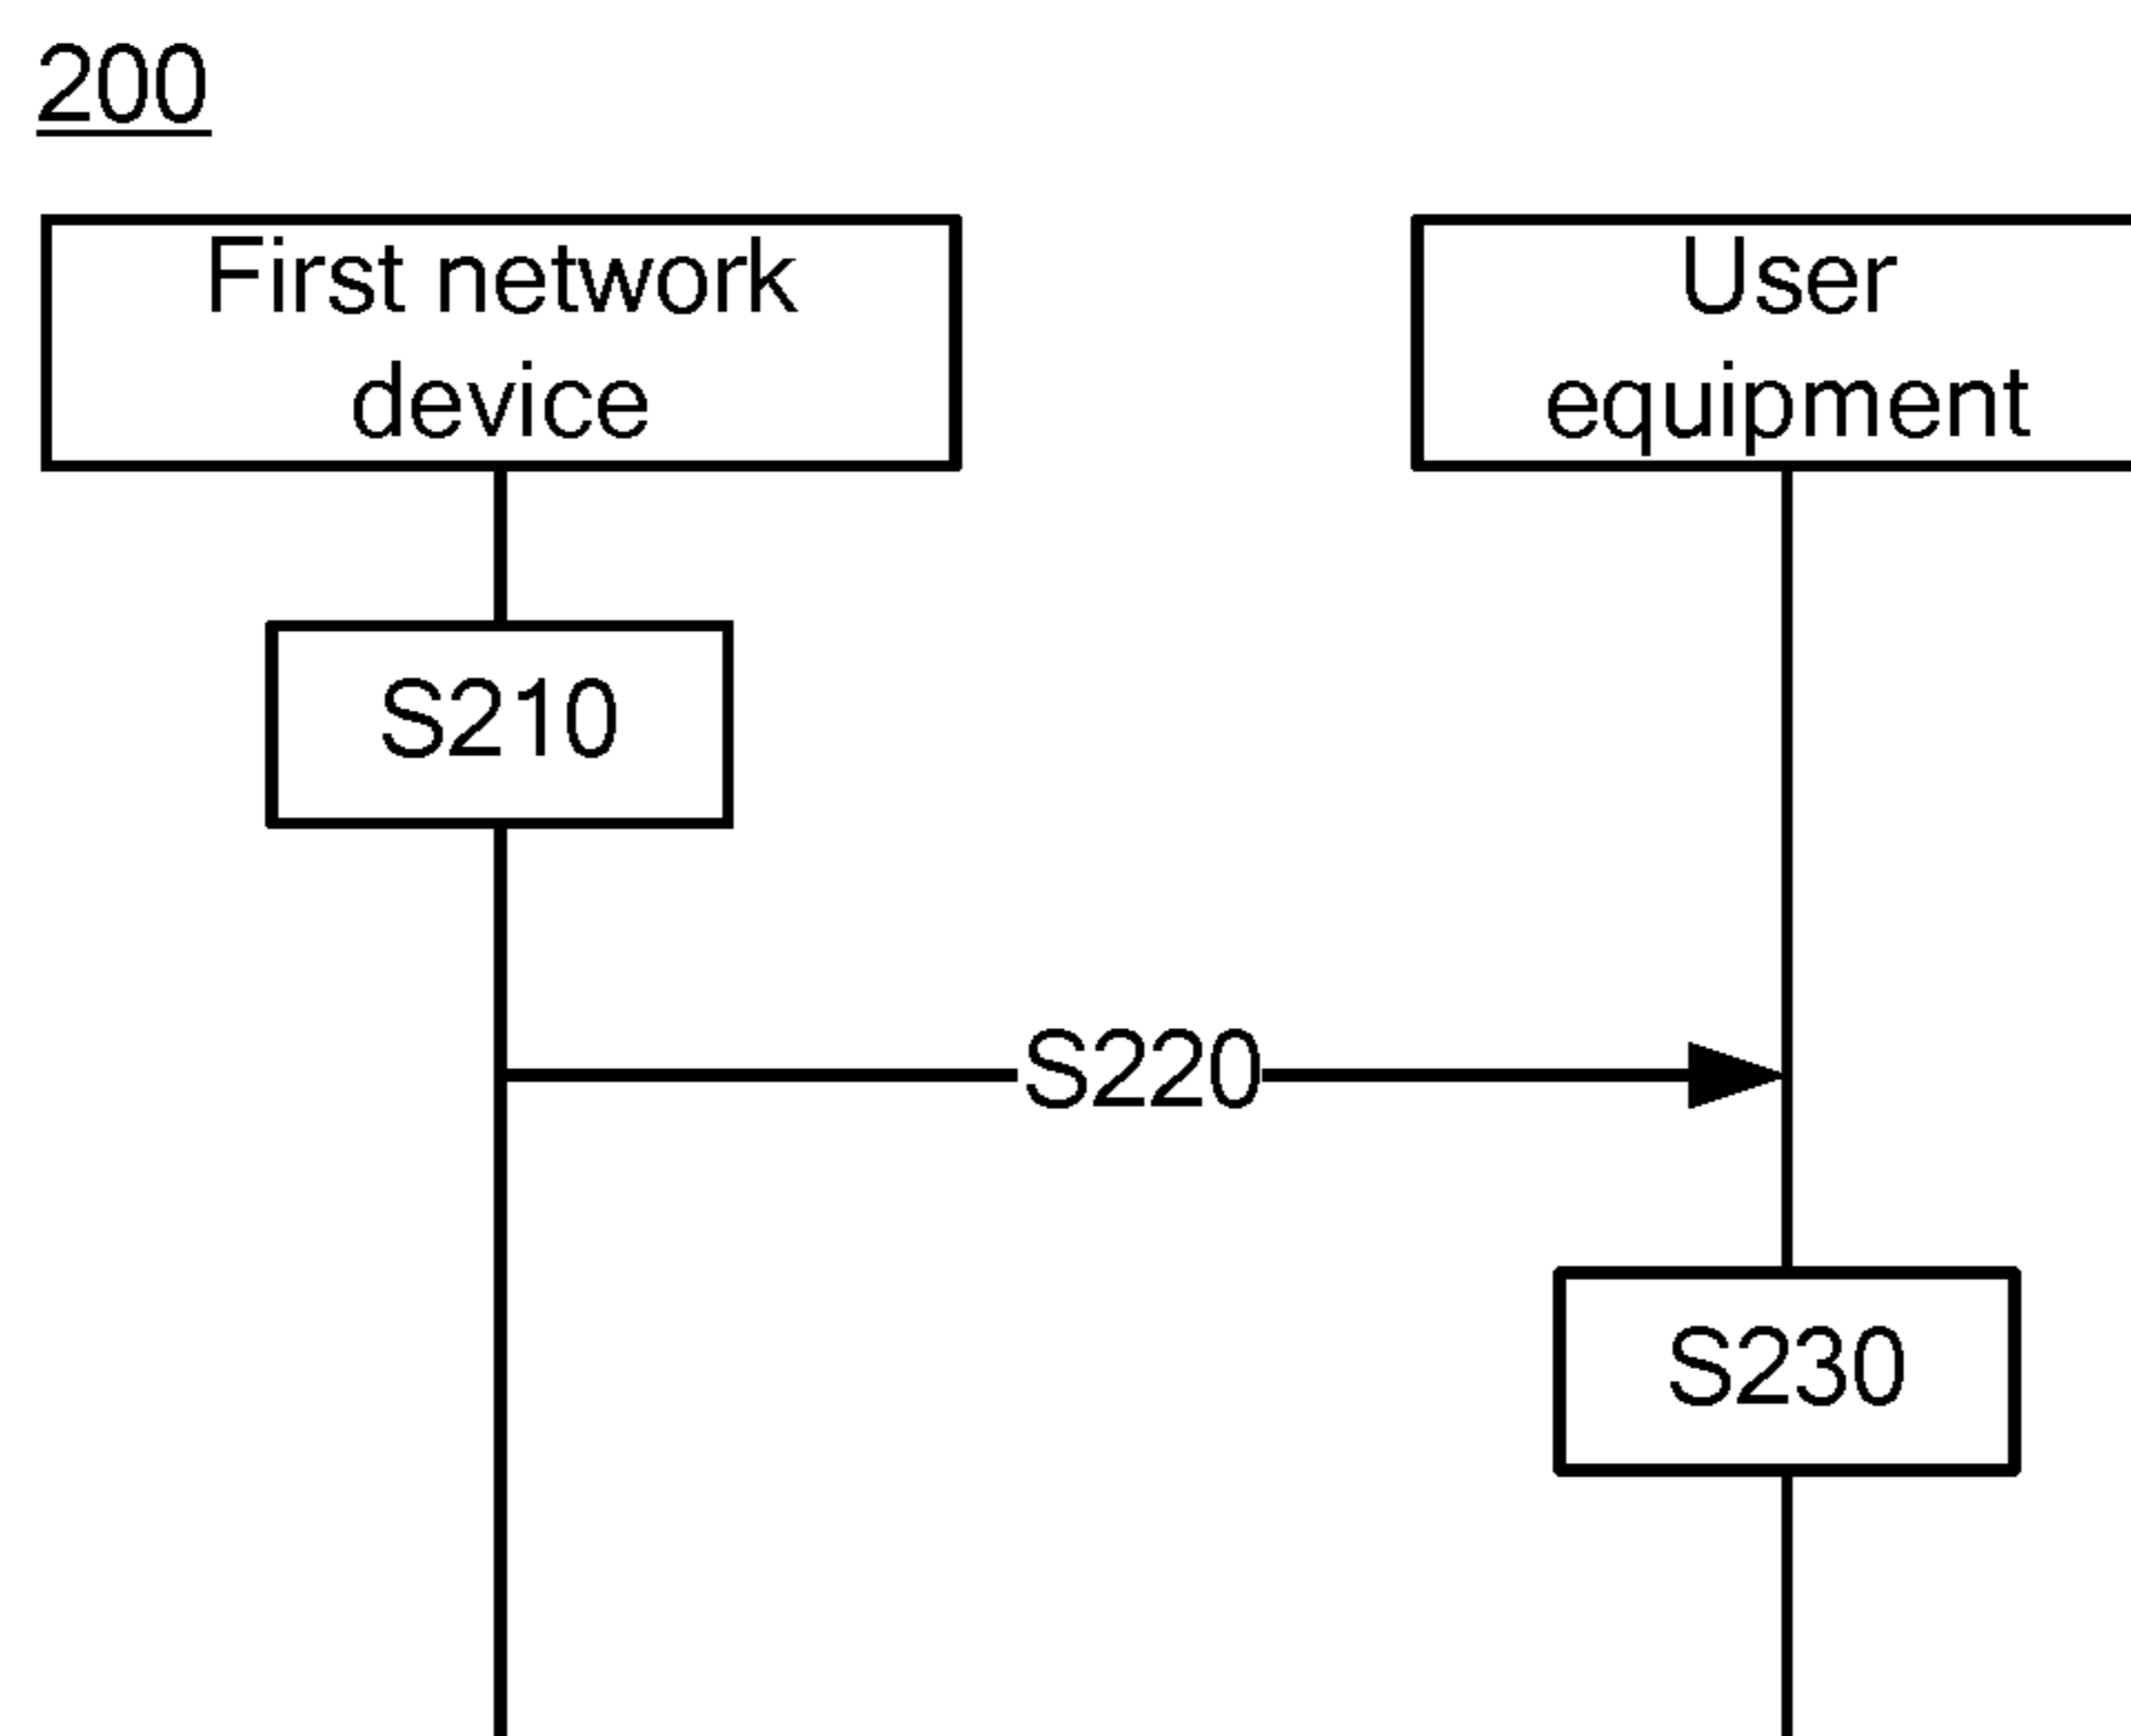 200
First network
device
User
equipment
S210
S220
S230